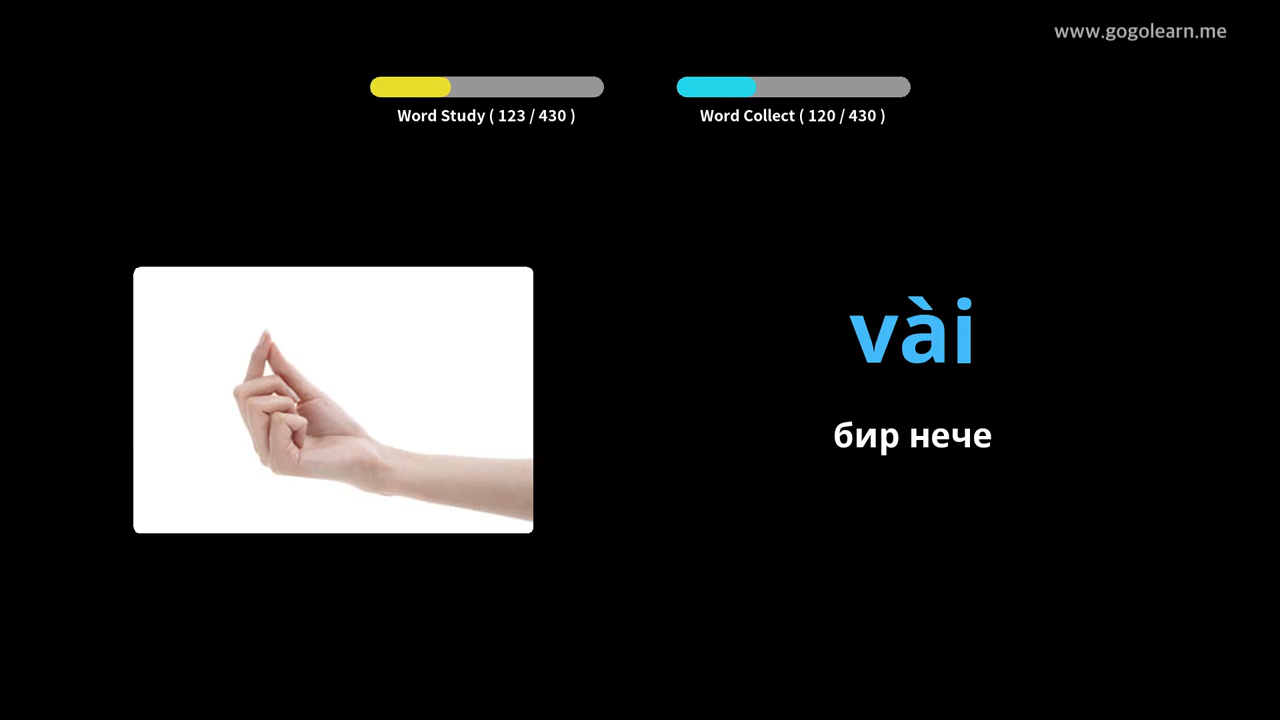 www.gogolearn.me
Word Study ( 123 / 430 )
Word Collect ( 120 / 430 )
vài
бир нече